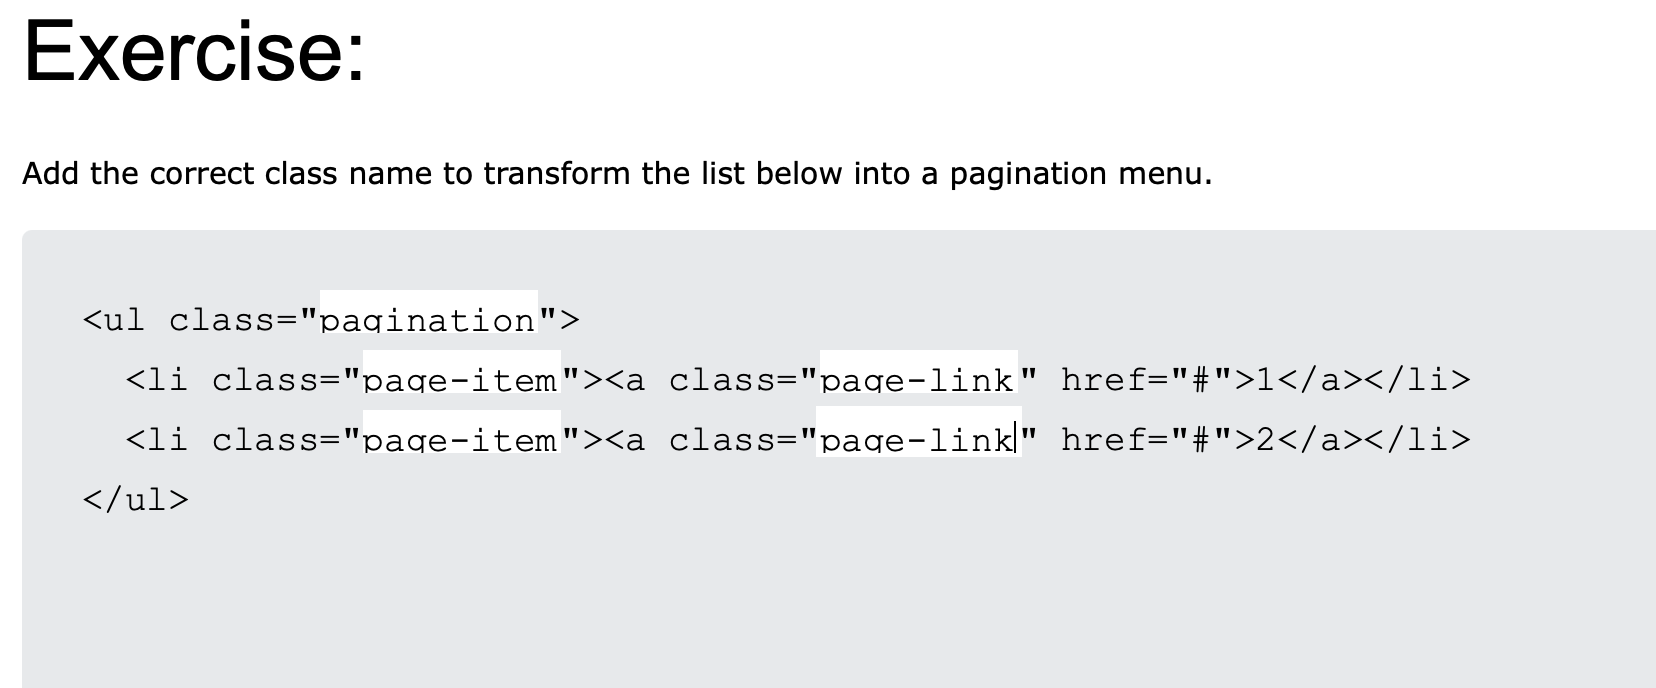 Exercise:
Add the correct class name to transform the list below into a pagination menu.
<ul class="pagination">
<li class="page-item"><a class="page-link" href="#">1</a></li>
<li class="page-item"><a class="page-link" href="#">2</a></li>
</ul>